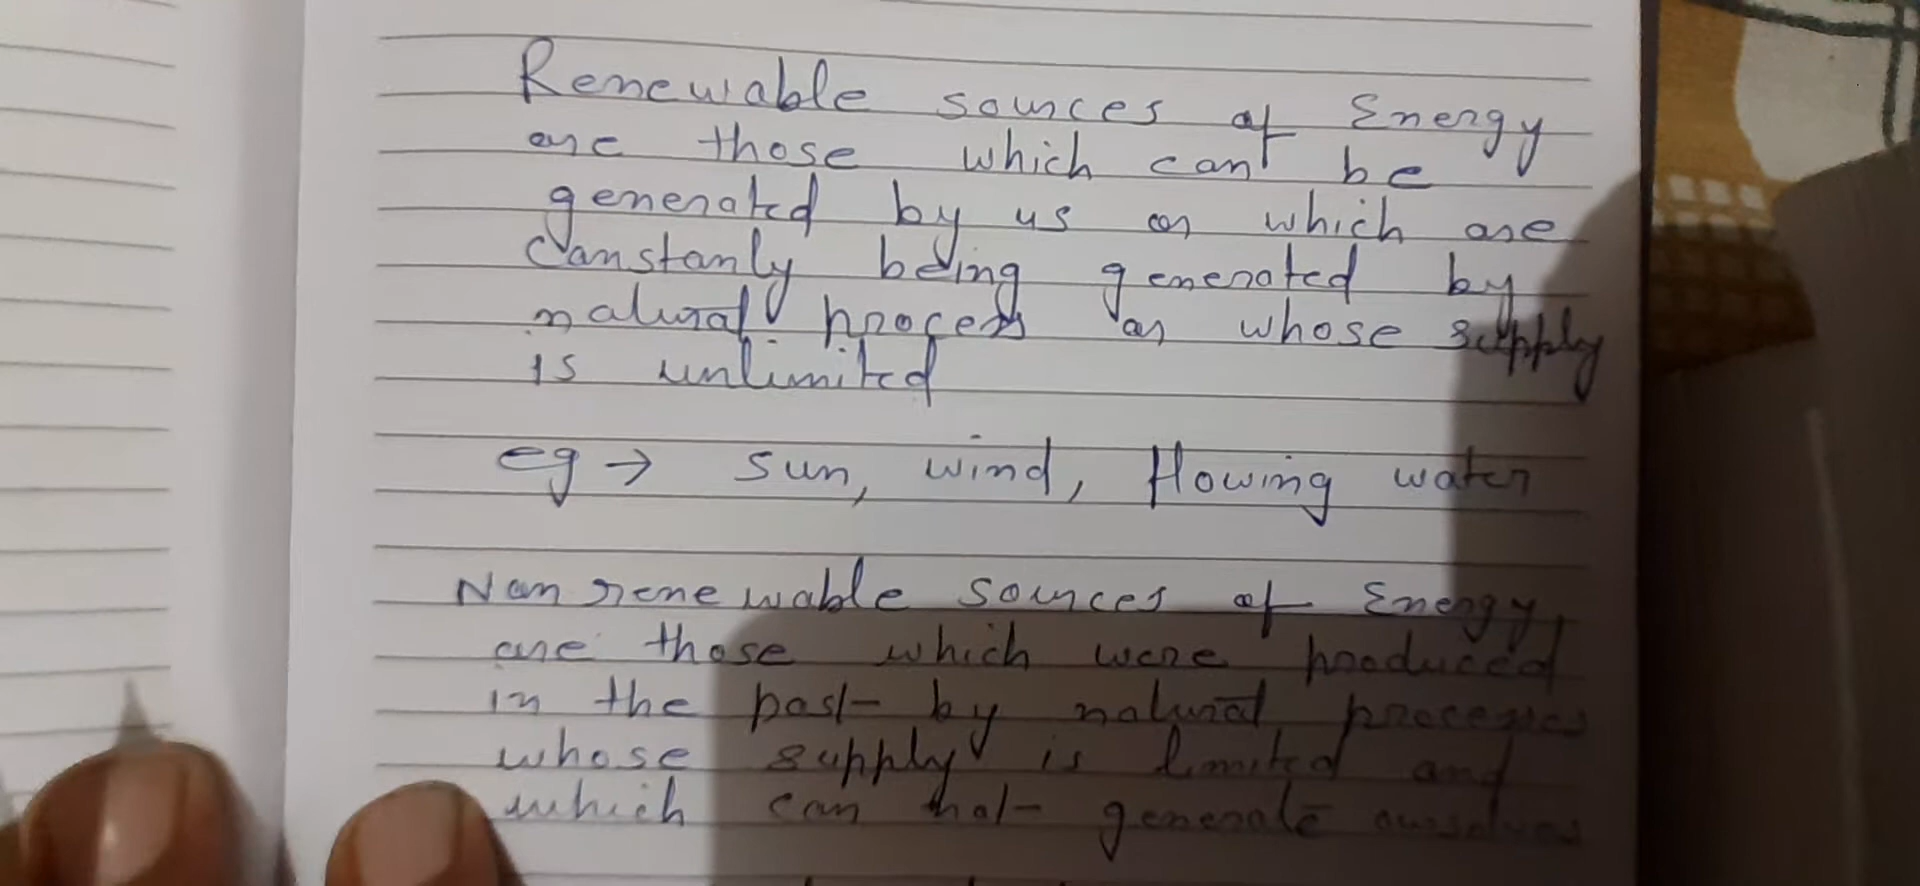 Renewable sources of Energy
are those which can be
generated by us or which are
Constanly being generated by
natural process or whose supply
is unlimited
eg → sun, wind, flowing water
Non renewable sources of Energy
are those which were produced
in the past by natural processes
whose supply is limited and
which can not generate ourselves